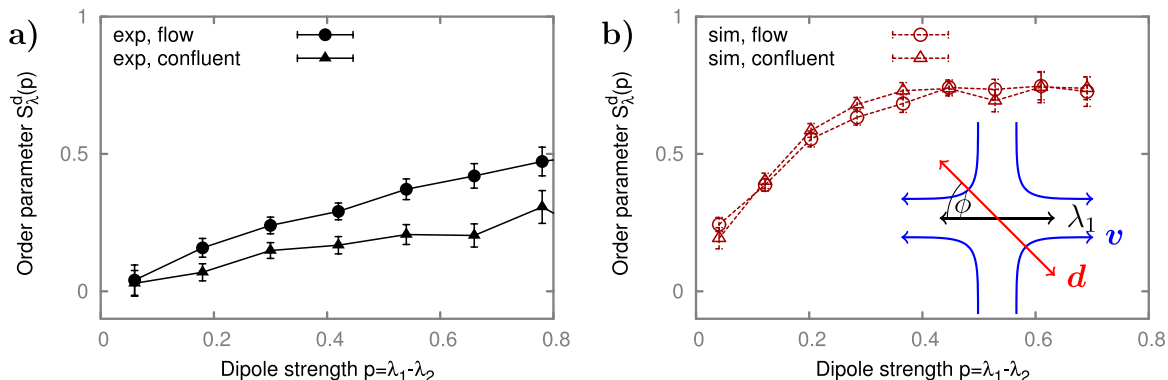 a)
Order parameter S^d_λ(p)
1
0.5
0
exp, flow
exp, confluent
0 0.2 0.4 0.6 0.8
Dipole strength p=λ₁-λ₂
b)
Order parameter S^d_λ(p)
1
0.5
0
sim, flow
sim, confluent
ϕ
λ₁
v
d
0 0.2 0.4 0.6 0.8
Dipole strength p=λ₁-λ₂